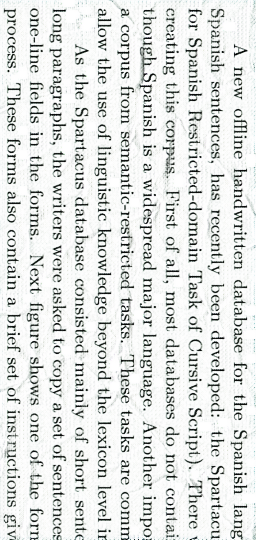 A new offline handwritten database for the Spanish lang
Spanish sentences, has recently been developed: the Spartacu
for Spanish Restricted-domain Task of Cursive Script). There
creating this corpus. First of all, most databases do not contai
though Spanish is a widespread major language. Another impor
a corpus from semantic-restricted tasks. These tasks are comm
allow the use of linguistic knowledge beyond the lexicon level in
As the Spartacus database consisted mainly of short sente
long paragraphs, the writers were asked to copy a set of sentences
one-line fields in the forms. Next figure shows one of the form
process. These forms also contain a brief set of instructions give